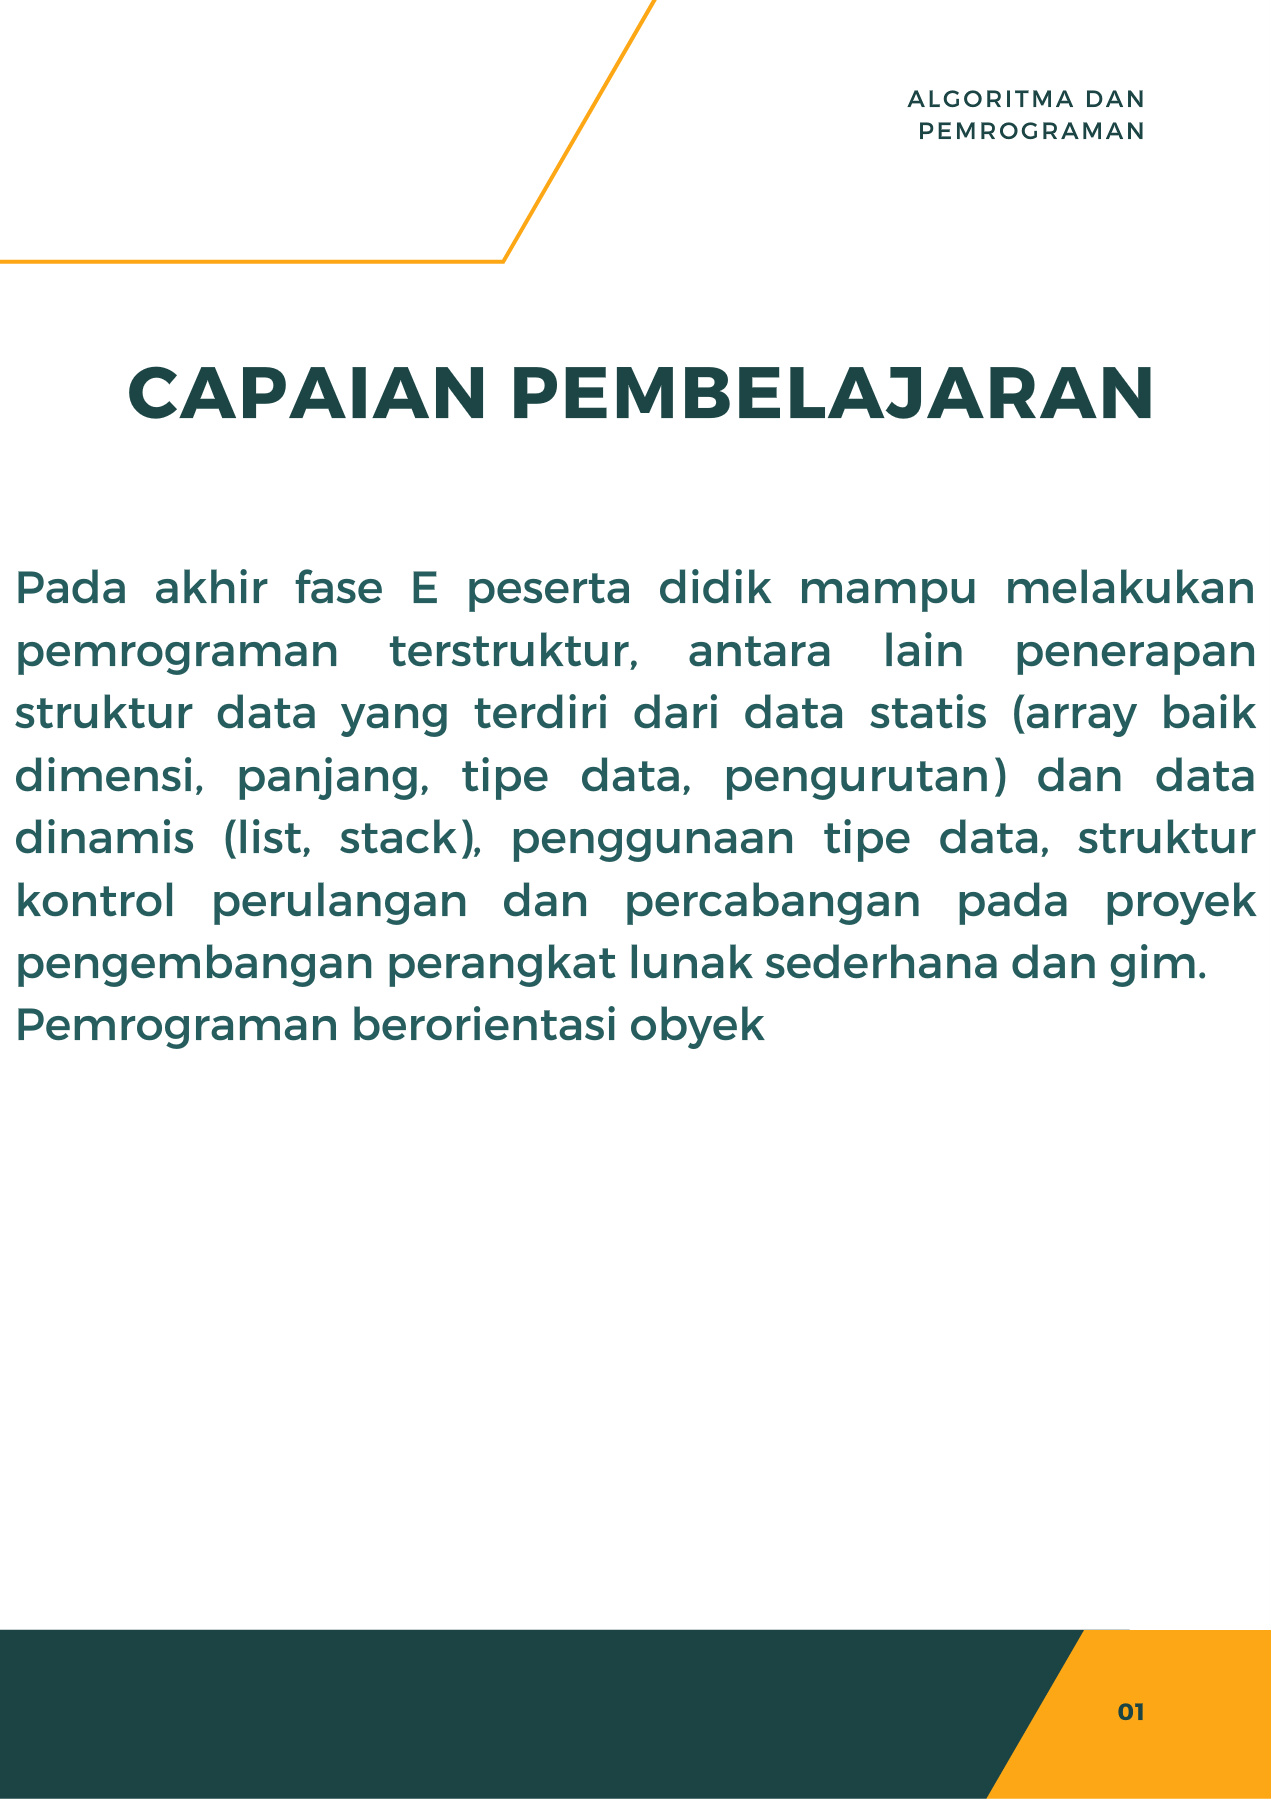 ALGORITMA DAN
PEMROGRAMAN
CAPAIAN PEMBELAJARAN
Pada akhir fase E peserta didik mampu melakukan
pemrograman terstruktur, antara lain penerapan
struktur data yang terdiri dari data statis (array baik
dimensi, panjang, tipe data, pengurutan) dan data
dinamis (list, stack), penggunaan tipe data, struktur
kontrol perulangan dan percabangan pada proyek
pengembangan perangkat lunak sederhana dan gim.
Pemrograman berorientasi obyek
01